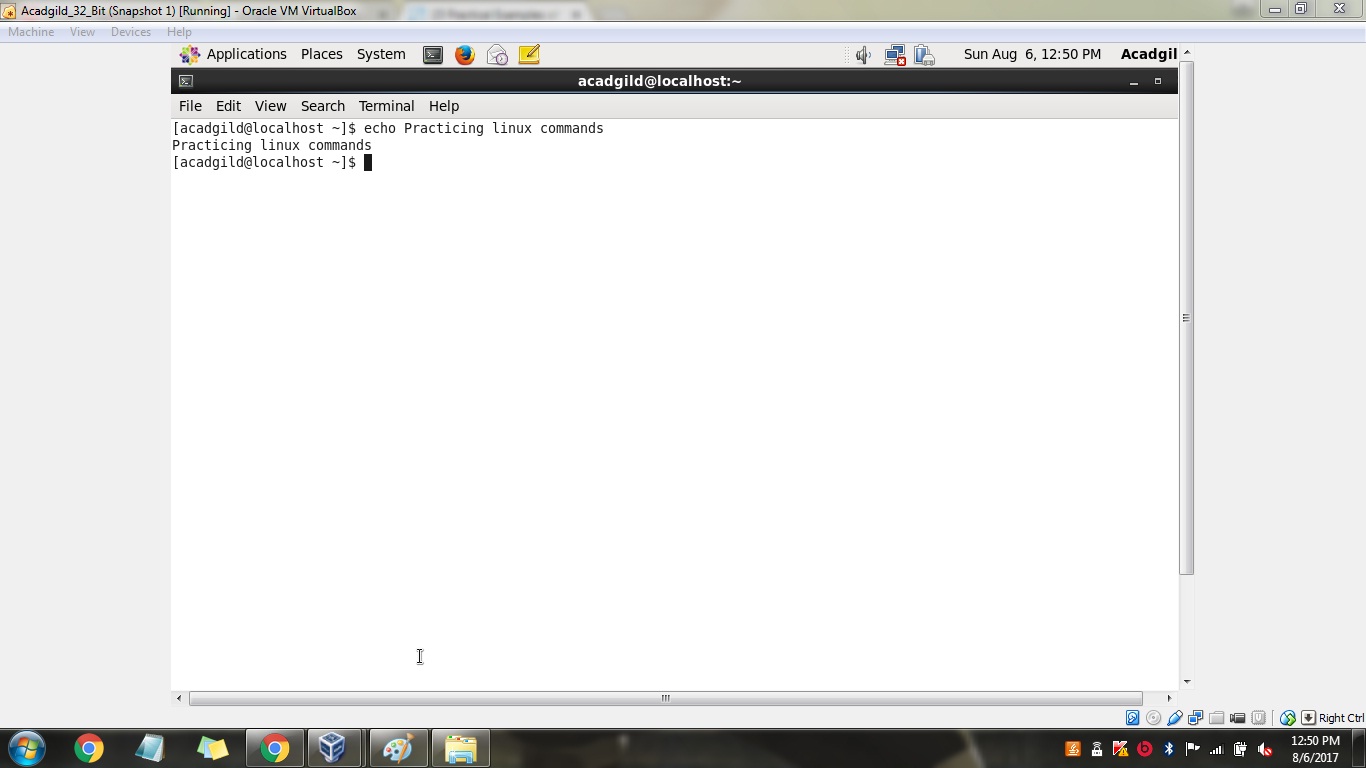 Acadgild_32_Bit (Snapshot 1) [Running] - Oracle VM VirtualBox
Machine View Devices Help
Applications Places System Sun Aug 6, 12:50 PM Acadgil
acadgild@localhost:~
File Edit View Search Terminal Help
[acadgild@localhost ~]$ echo Practicing linux commands
Practicing linux commands
[acadgild@localhost ~]$
Right Ctrl
12:50 PM
8/6/2017